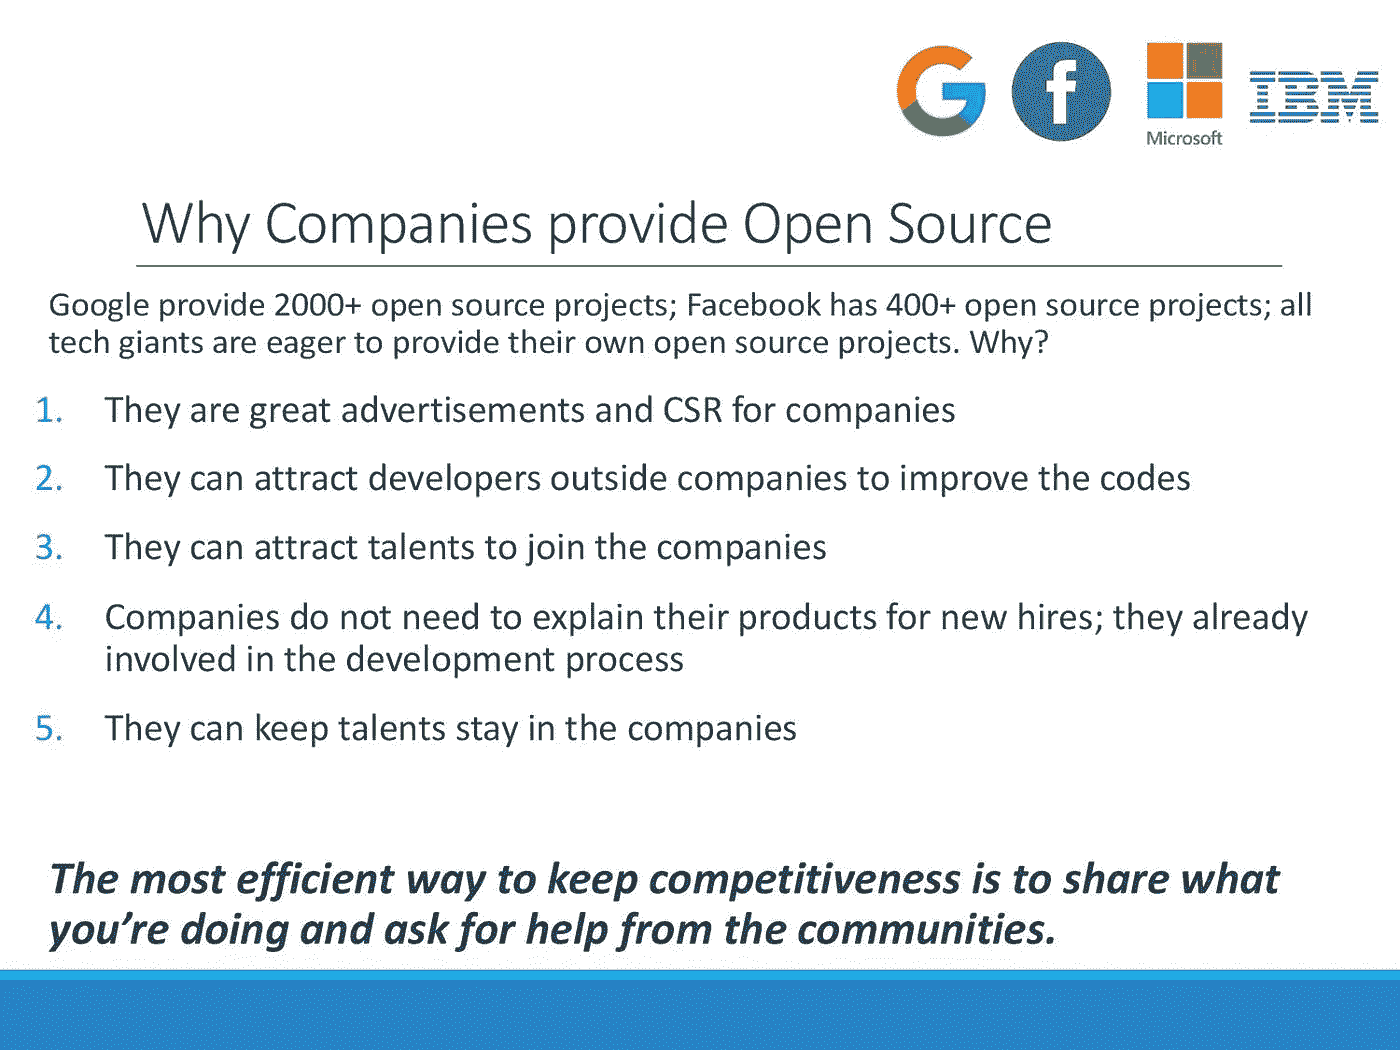 Microsoft
IBM
Why Companies provide Open Source
Google provide 2000+ open source projects; Facebook has 400+ open source projects; all
tech giants are eager to provide their own open source projects. Why?
1. They are great advertisements and CSR for companies
2. They can attract developers outside companies to improve the codes
3. They can attract talents to join the companies
4. Companies do not need to explain their products for new hires; they already
involved in the development process
5. They can keep talents stay in the companies
The most efficient way to keep competitiveness is to share what
you’re doing and ask for help from the communities.